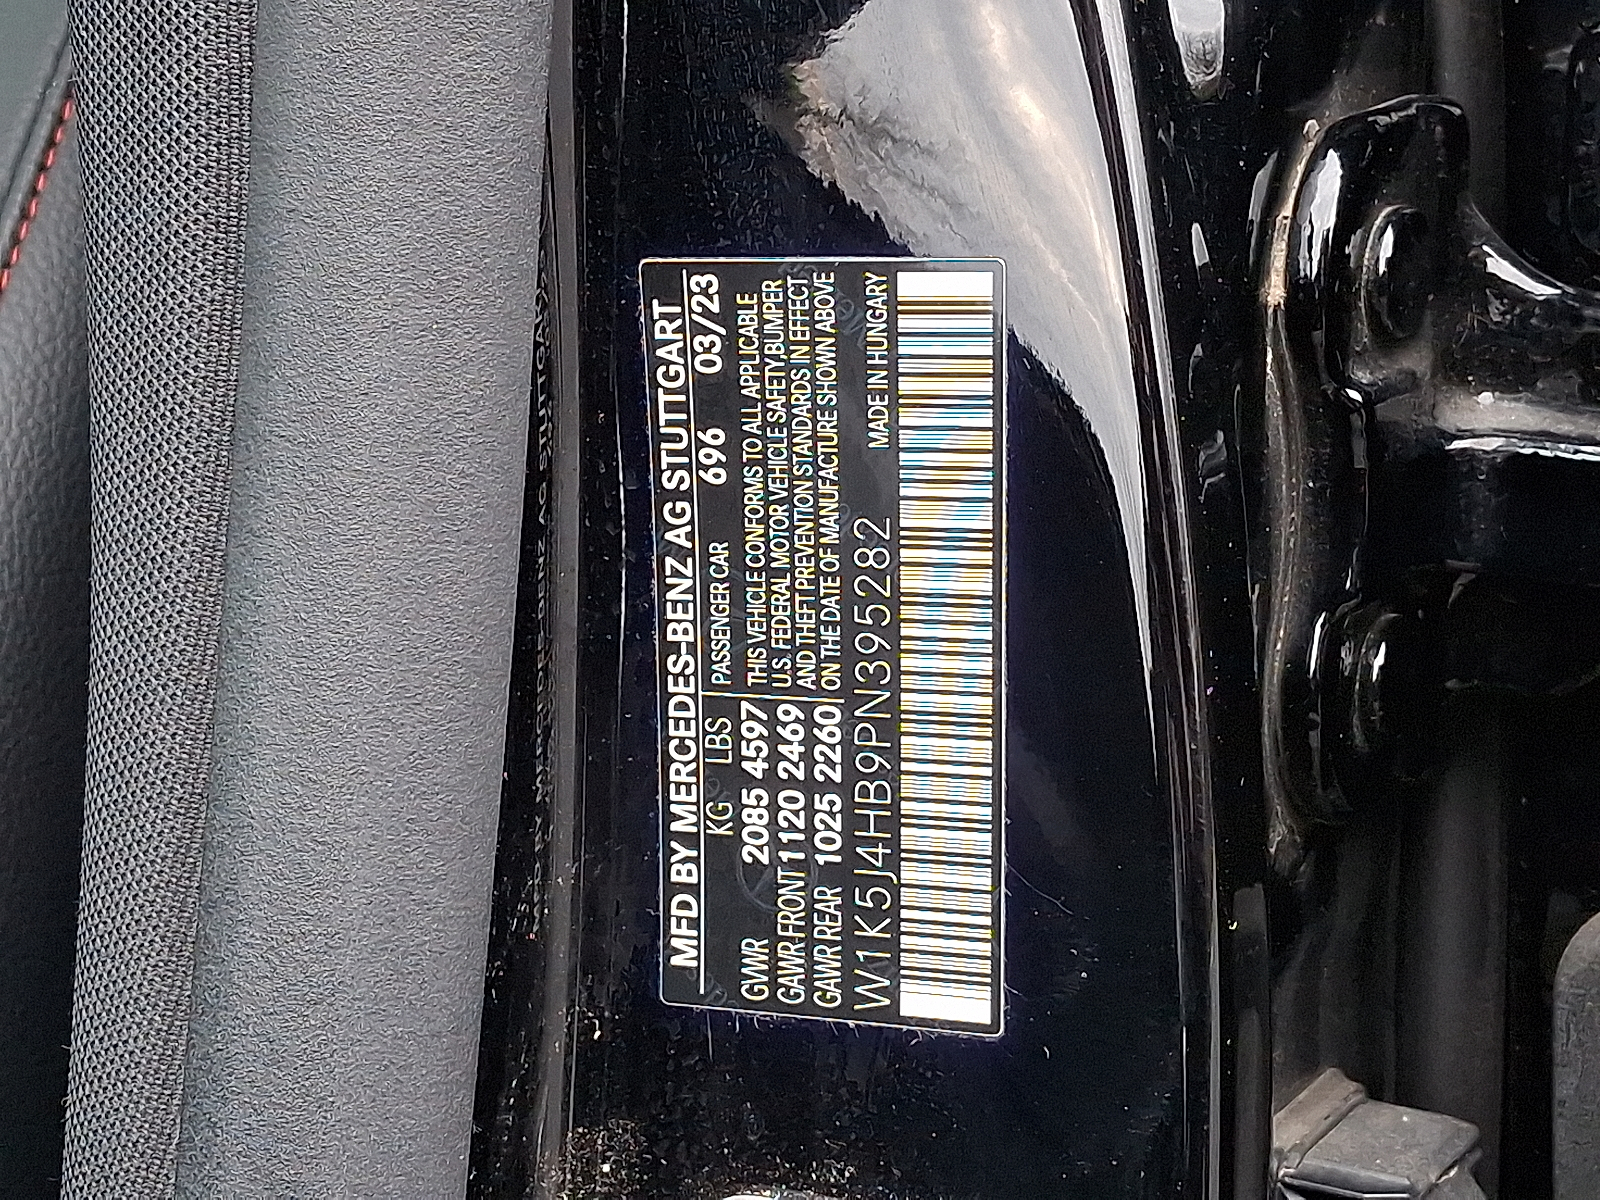 MFD BY MERCEDES-BENZ AG STUTTGART
KG LBS PASSENGER CAR 696 03/23
GVWR 2085 4597 THIS VEHICLE CONFORMS TO ALL APPLICABLE
GAWR-FRONT 1120 2469 U.S. FEDERAL MOTOR VEHICLE SAFETY,BUMPER
AND THEFT PREVENTION STANDARDS IN EFFECT
GAWR REAR 1025 2260 ON THE DATE OF MANUFACTURE SHOWN ABOVE
W1K5J4HB9PN395282 MADE IN HUNGARY